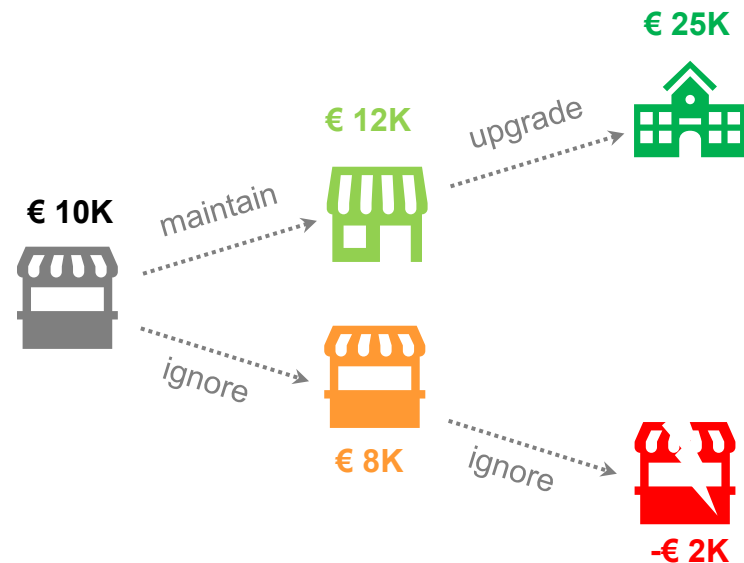 € 25K
€ 12K
upgrade
maintain
€ 10K
ignore
€ 8K
ignore
-€ 2K